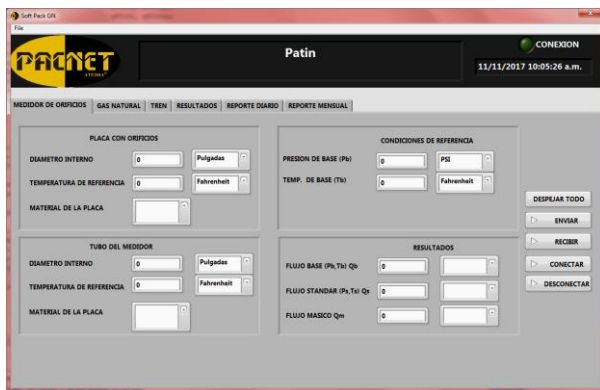 Soft Pack GN
File
PACNET
Patin
CONEXION
11/11/2017 10:05:26 a.m.
MEDIDOR DE ORIFICIOS GAS NATURAL TREN RESULTADOS REPORTE DIARIO REPORTE MENSUAL
PLACA CON ORIFICIOS
DIAMETRO INTERNO 0 Pulgadas
TEMPERATURA DE REFERENCIA 0 Fahrenheit
MATERIAL DE LA PLACA
CONDICIONES DE REFERENCIA
PRESION DE BASE (Pb) 0 PSI
TEMP. DE BASE (Tb) 0 Fahrenheit
TUBO DEL MEDIDOR
DIAMETRO INTERNO 0 Pulgadas
TEMPERATURA DE REFERENCIA 0 Fahrenheit
MATERIAL DE LA PLACA
RESULTADOS
FLUJO BASE (Pb,Tb) Qb 0
FLUJO STANDAR (Ps,Ts) Qs 0
FLUJO MASICO Qm 0
DESPEJAR TODO
ENVIAR
RECIBIR
CONECTAR
DESCONECTAR